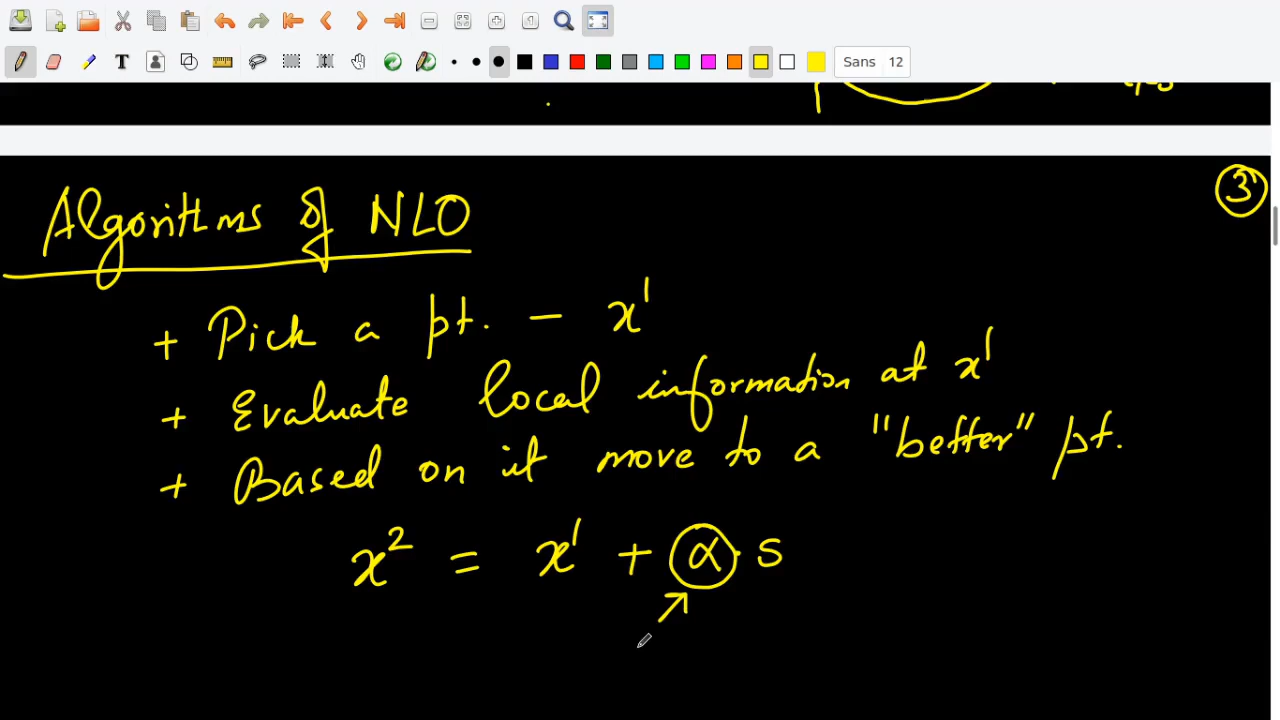 Sans 12
Algorithms of NLO
3
+ Pick a pt. - x¹
+ Evaluate local information at x¹
+ Based on it move to a "better" pt.
x² = x¹ + α · s